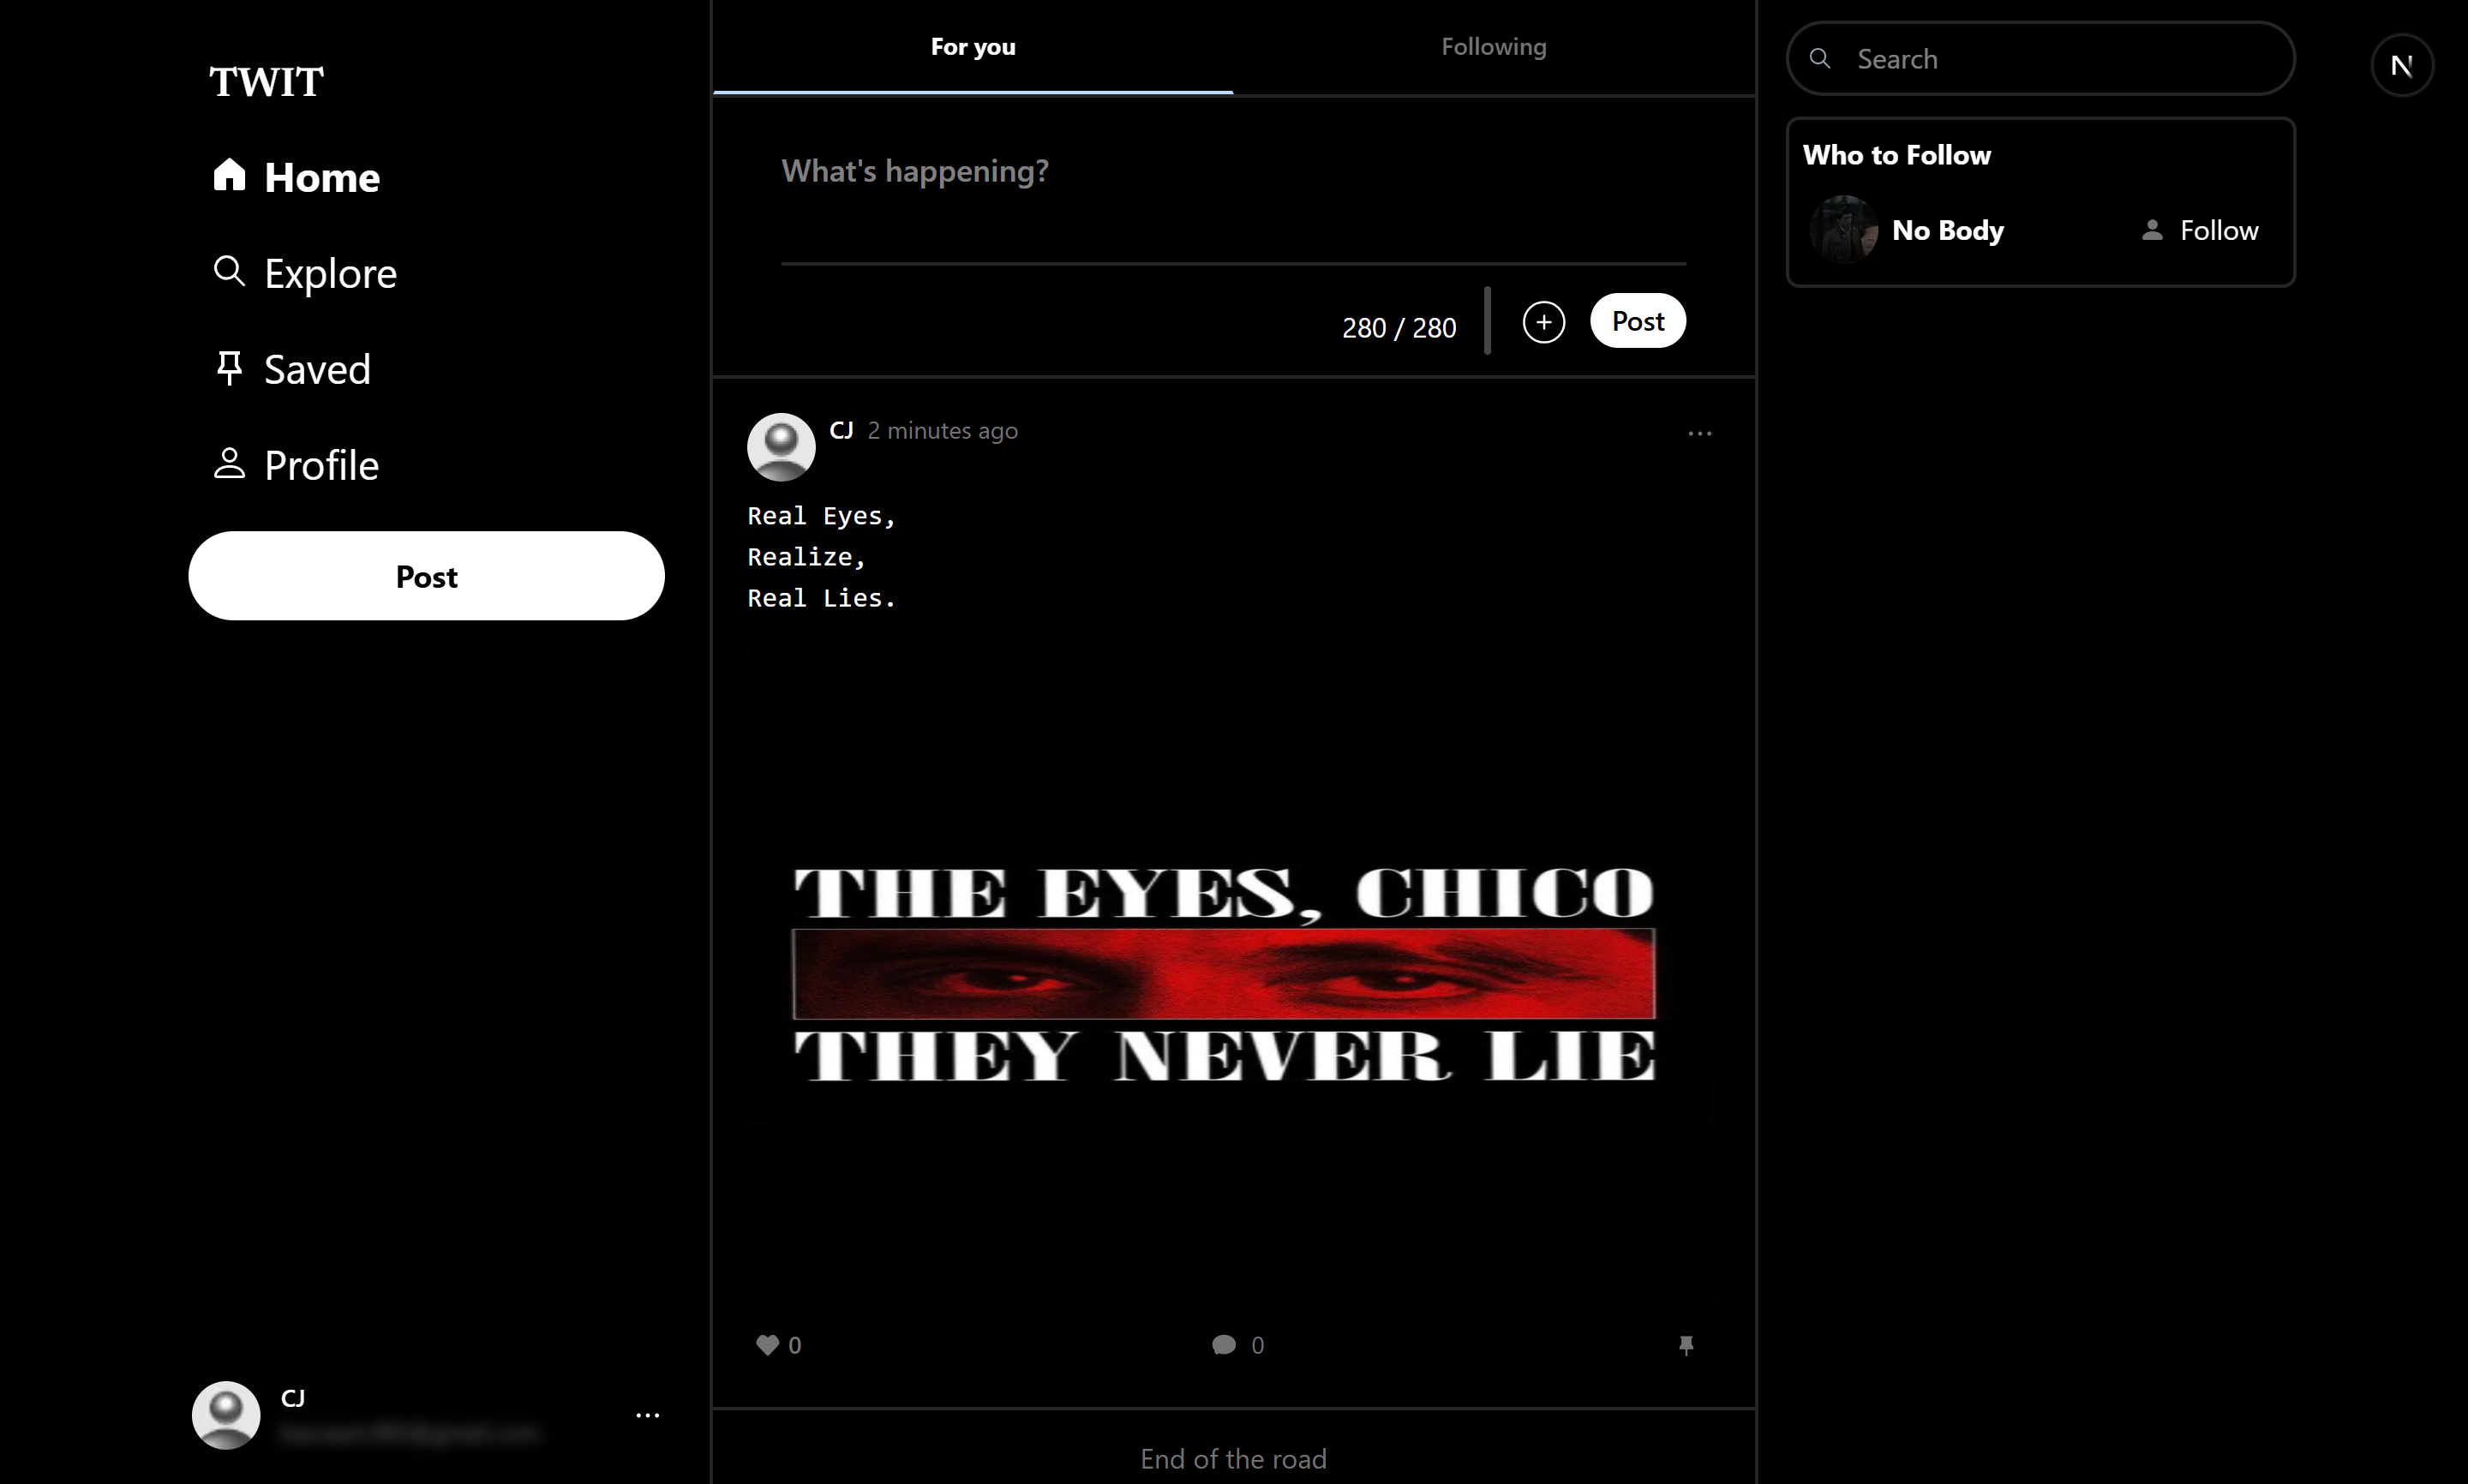 TWIT
Home
Explore
Saved
Profile
Post
CJ
For you
Following
What's happening?
280 / 280
Post
CJ 2 minutes ago
Real Eyes,
Realize,
Real Lies.
THE EYES, CHICO
THEY NEVER LIE
0
0
End of the road
Search
N
Who to Follow
No Body
Follow